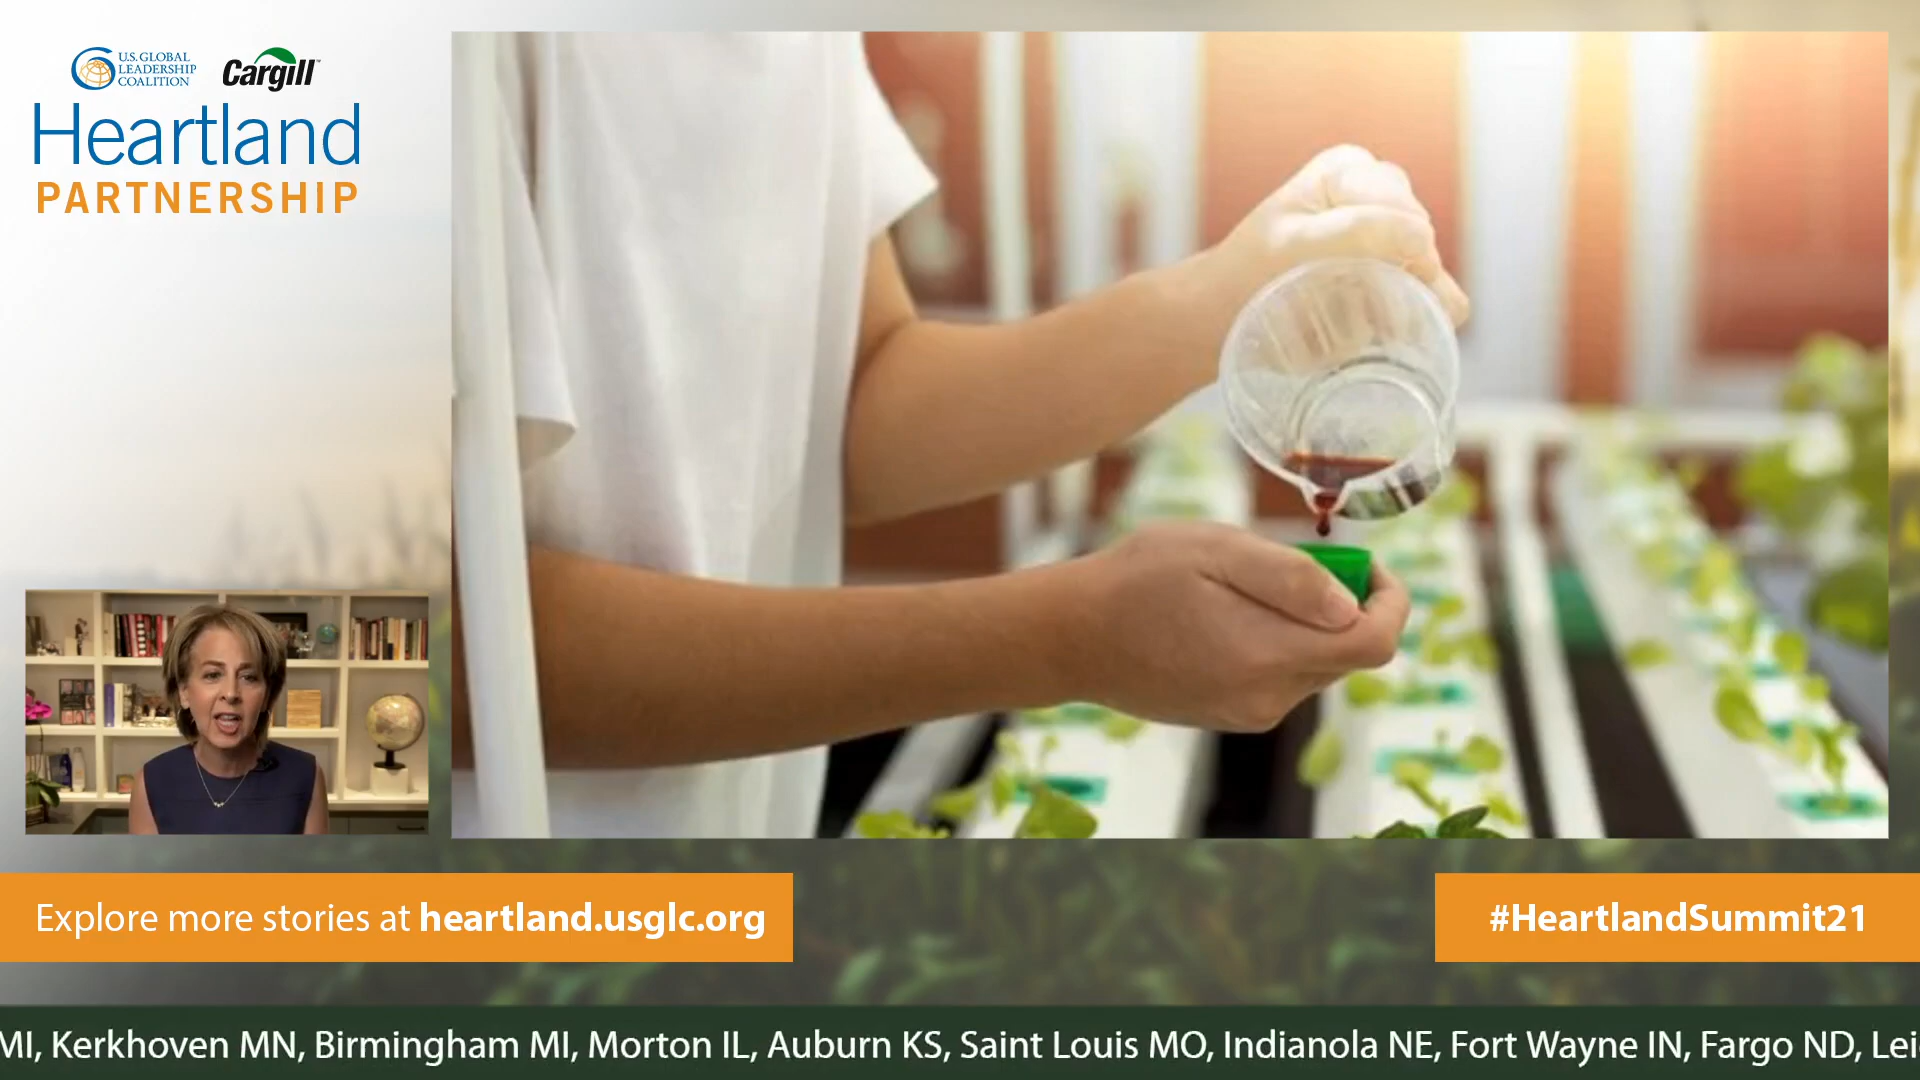 U.S. GLOBAL
LEADERSHIP
COALITION
Cargill
Heartland
PARTNERSHIP
Explore more stories at heartland.usglc.org
#HeartlandSummit21
MI, Kerkhoven MN, Birmingham MI, Morton IL, Auburn KS, Saint Louis MO, Indianola NE, Fort Wayne IN, Fargo ND, Lei